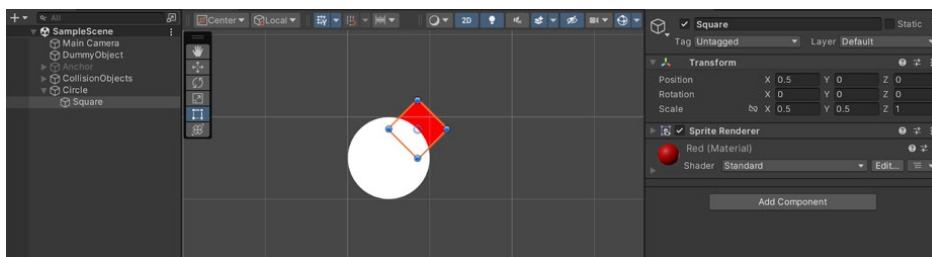 All
SampleScene
Main Camera
DummyObject
Anchor
CollisionObjects
Circle
Square
Center Local 2D
Square Static
Tag Untagged Layer Default
Transform
Position X 0.5 Y 0 Z 0
Rotation X 0 Y 0 Z 0
Scale X 0.5 Y 0.5 Z 1
Sprite Renderer
Red (Material)
Shader Standard Edit...
Add Component